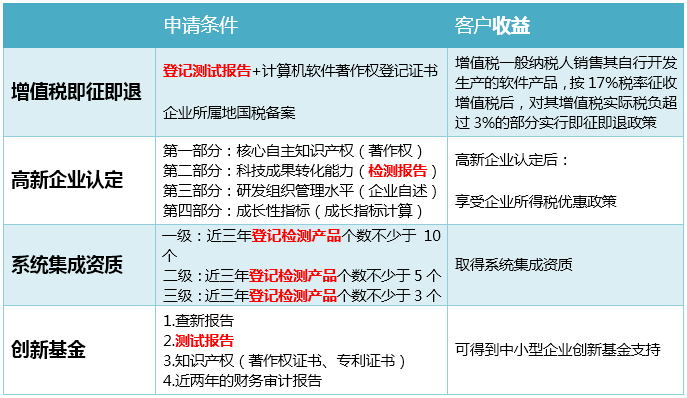 申请条件
客户收益
增值税即征即退
登记测试报告+计算机软件著作权登记证书
企业所属地国税备案
增值税一般纳税人销售其自行开发
生产的软件产品，按17%税率征收
增值税后，对其增值税实际税负超
过3%的部分实行即征即退政策
高新企业认定
第一部分：核心自主知识产权（著作权）
第二部分：科技成果转化能力（检测报告）
第三部分：研发组织管理水平（企业自述）
第四部分：成长性指标（成长指标计算）
高新企业认定后：
享受企业所得税优惠政策
系统集成资质
一级：近三年登记检测产品个数不少于 10
个
二级：近三年登记检测产品个数不少于5个
三级：近三年登记检测产品个数不少于3个
取得系统集成资质
创新基金
1.查新报告
2.测试报告
3.知识产权（著作权证书、专利证书）
4.近两年的财务审计报告
可得到中小型企业创新基金支持